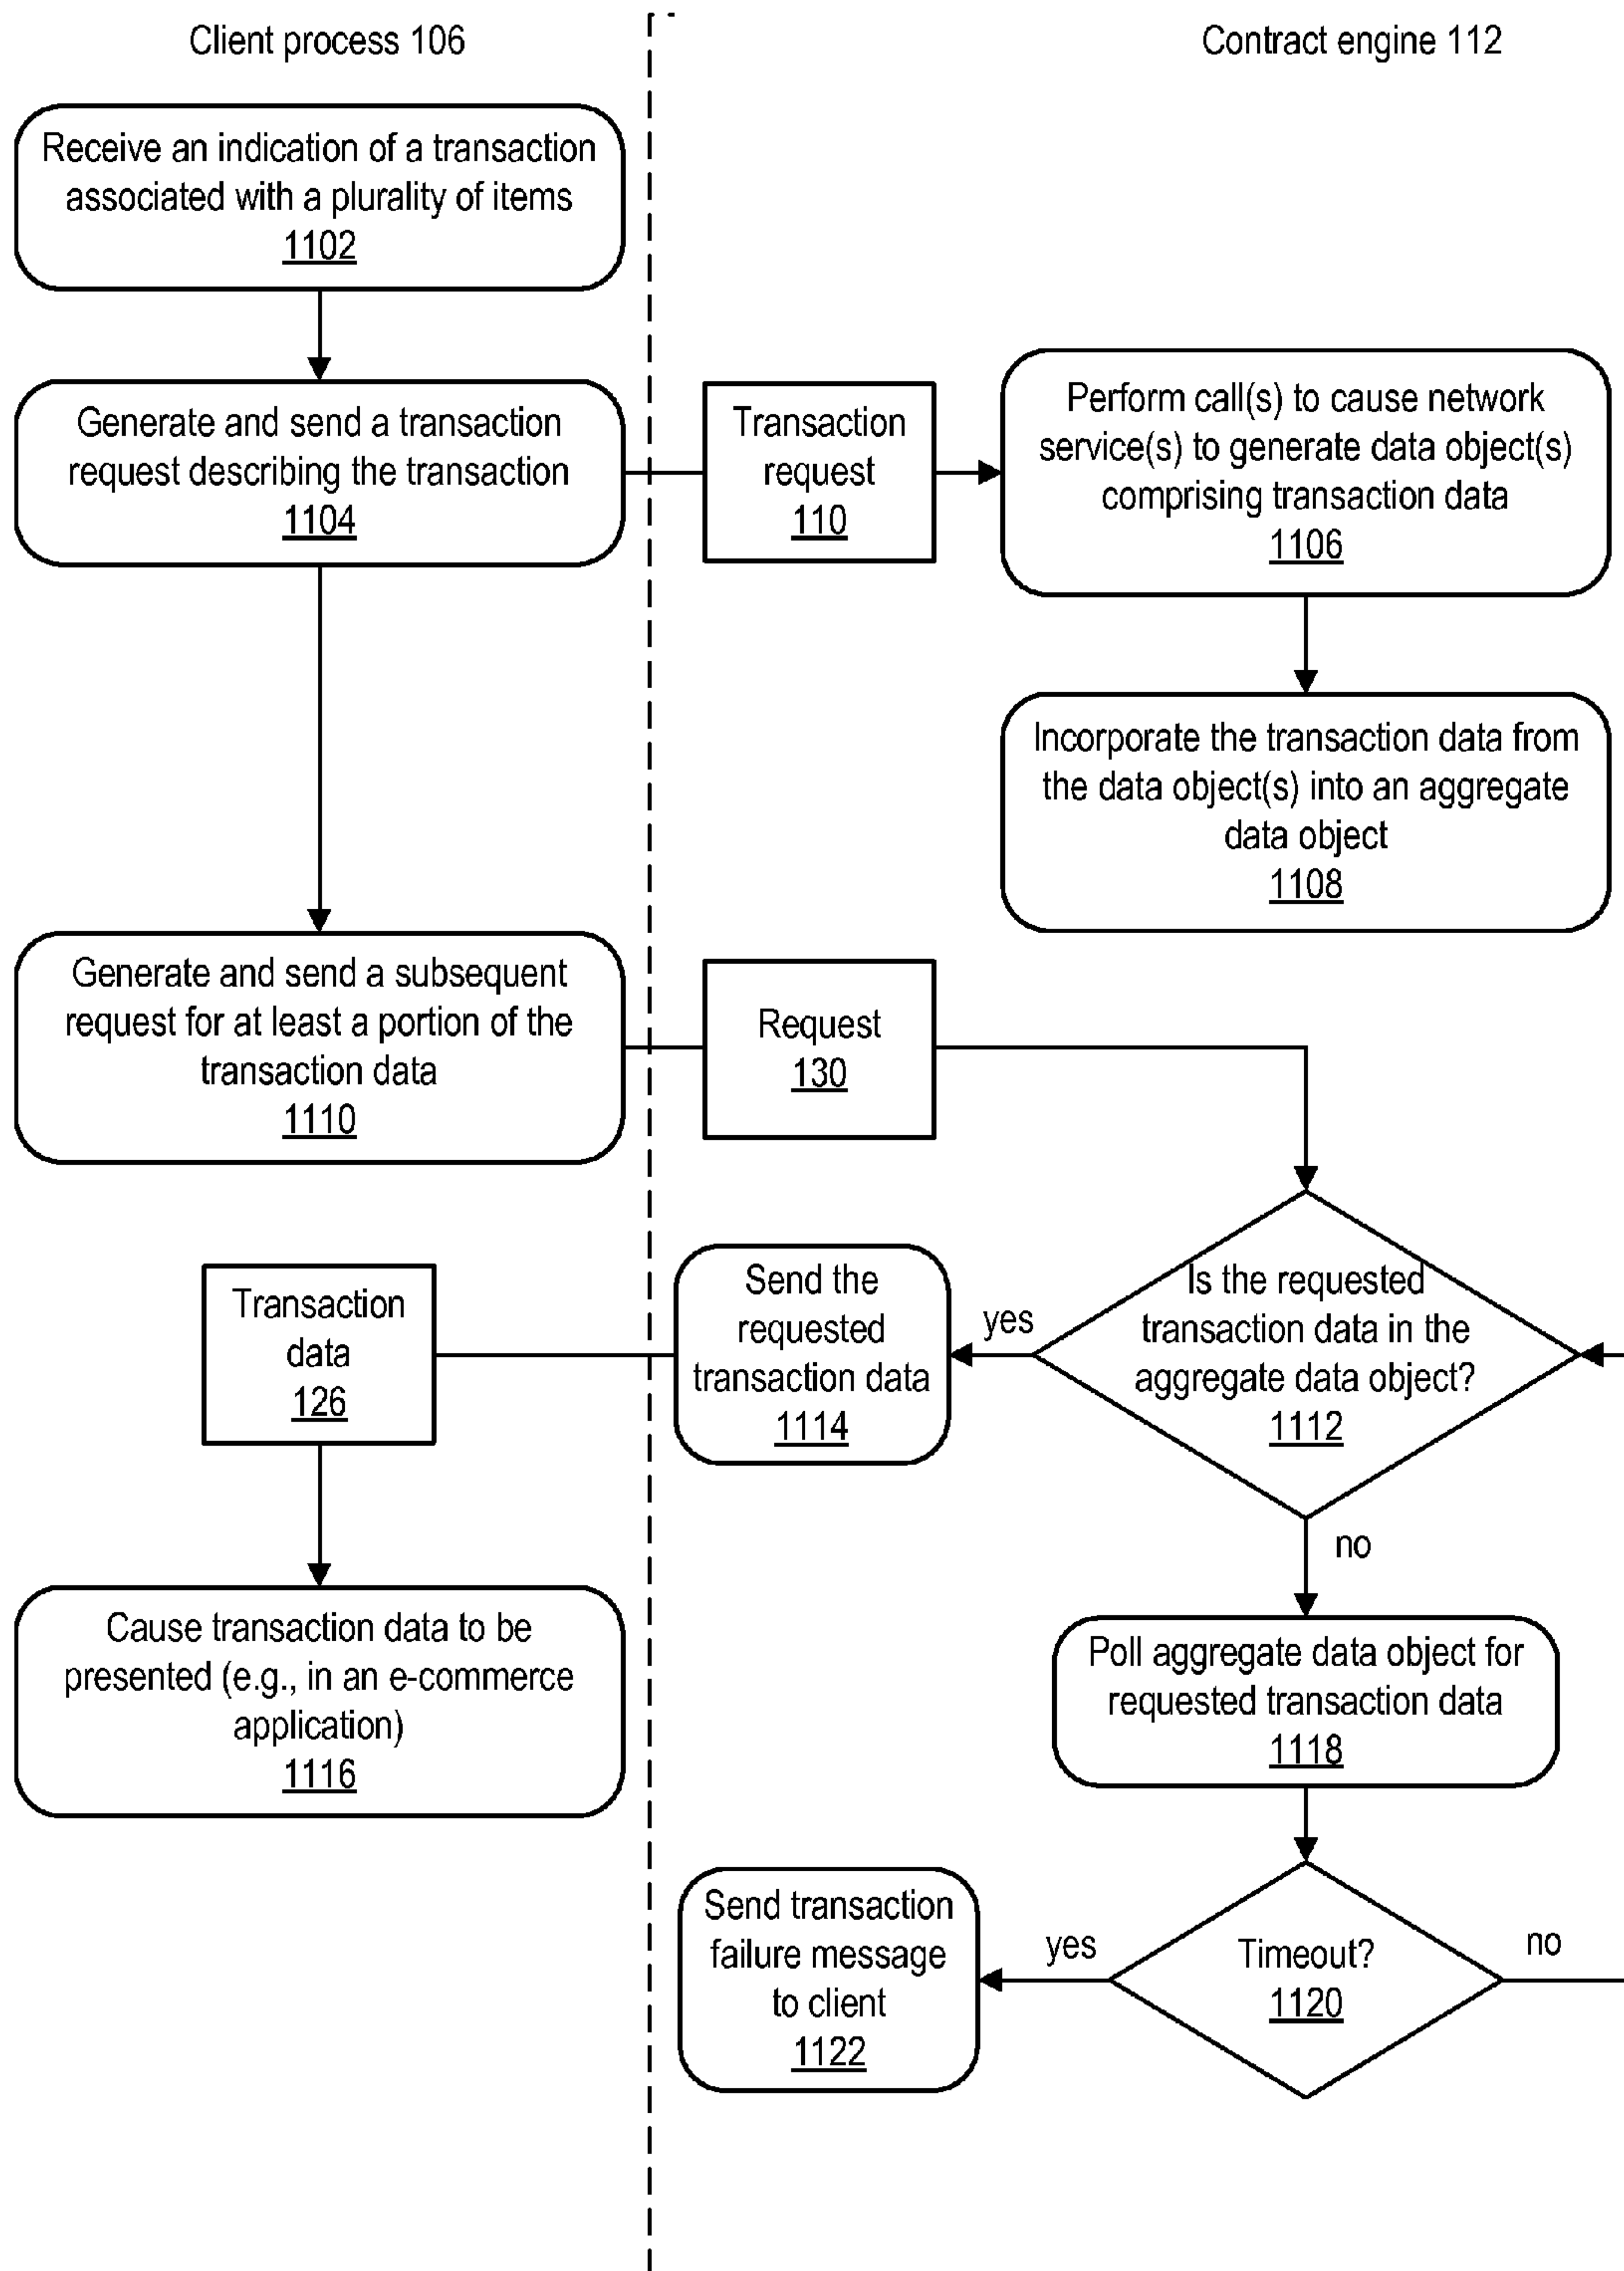 Client process 106
Contract engine 112
Receive an indication of a transaction
associated with a plurality of items
1102
Generate and send a transaction
request describing the transaction
1104
Transaction
request
110
Perform call(s) to cause network
service(s) to generate data object(s)
comprising transaction data
1106
Incorporate the transaction data from
the data object(s) into an aggregate
data object
1108
Generate and send a subsequent
request for at least a portion of the
transaction data
1110
Request
130
Is the requested
transaction data in the
aggregate data object?
1112
yes
Send the
requested
transaction data
1114
Transaction
data
126
no
Cause transaction data to be
presented (e.g., in an e-commerce
application)
1116
Poll aggregate data object for
requested transaction data
1118
Timeout?
1120
yes
no
Send transaction
failure message
to client
1122